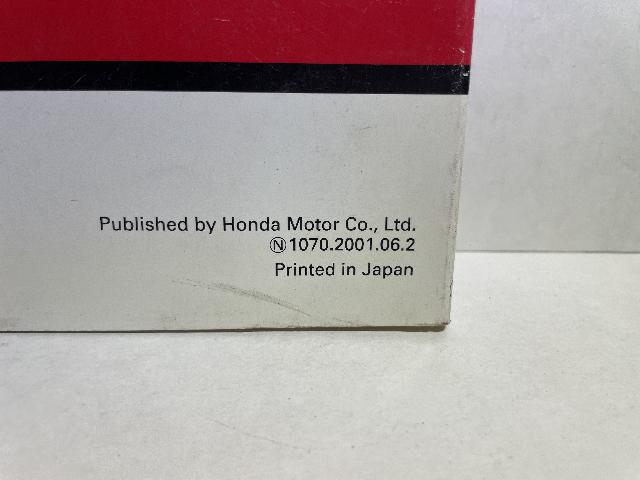 Published by Honda Motor Co., Ltd.
Ⓝ1070.2001.06.2
Printed in Japan